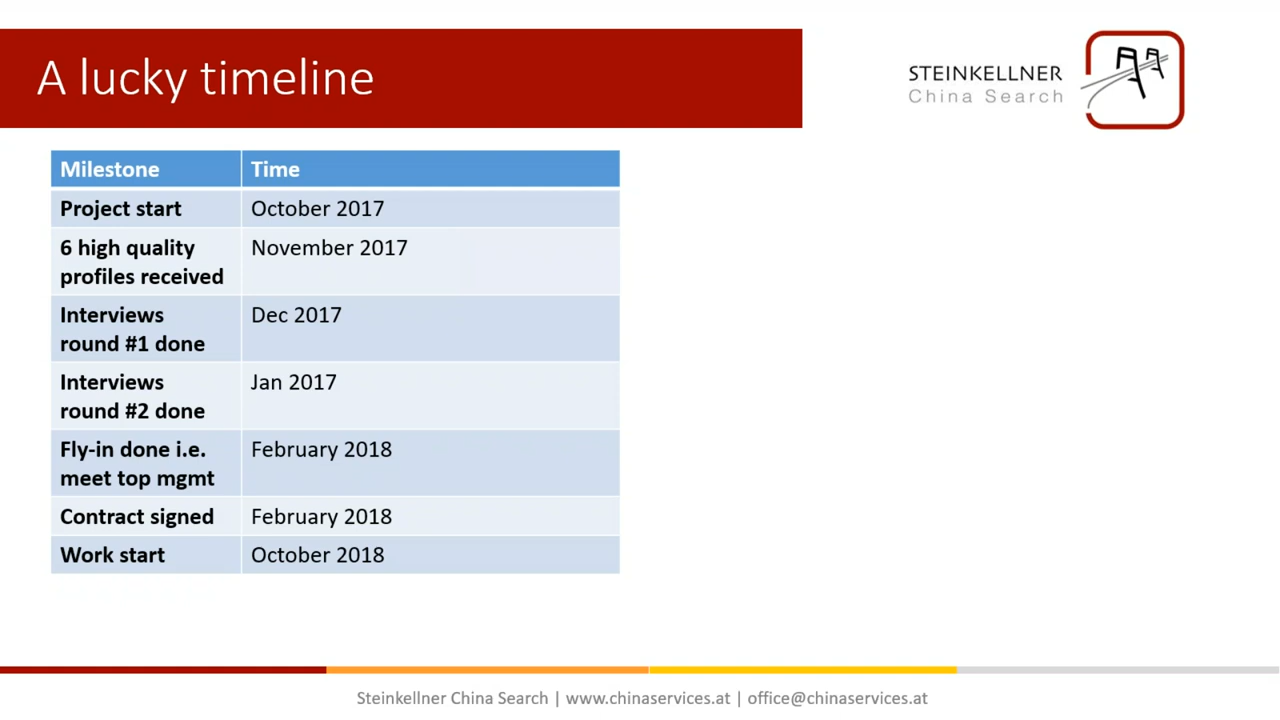 A lucky timeline
STEINKELLNER
China Search
Milestone Time
Project start October 2017
6 high quality November 2017
profiles received
Interviews Dec 2017
round #1 done
Interviews Jan 2017
round #2 done
Fly-in done i.e. February 2018
meet top mgmt
Contract signed February 2018
Work start October 2018
Steinkellner China Search | www.chinaservices.at | office@chinaservices.at